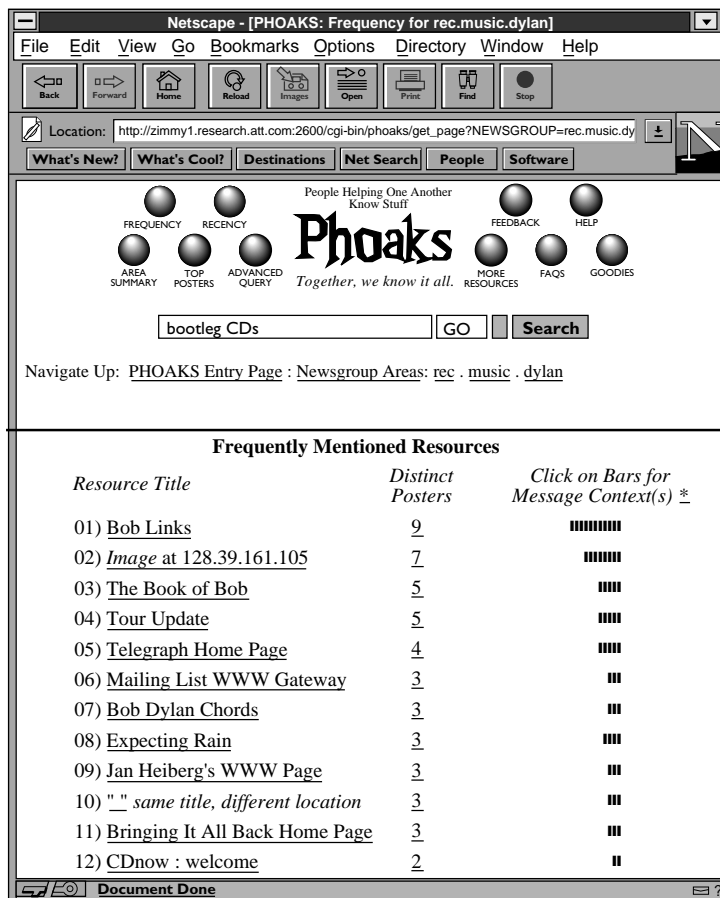 Netscape - [PHOAKS: Frequency for rec.music.dylan]
File Edit View Go Bookmarks Options Directory Window Help
Back Forward Home Reload Images Open Print Find Stop
Location: http://zimmy1.research.att.com:2600/cgi-bin/phoaks/get_page?NEWSGROUP=rec.music.dy
What's New? What's Cool? Destinations Net Search People Software
N
People Helping One Another
Know Stuff
FREQUENCY RECENCY
Phoaks
FEEDBACK HELP
AREA SUMMARY TOP POSTERS ADVANCED QUERY
Together, we know it all.
MORE RESOURCES FAQS GOODIES
bootleg CDs GO Search
Navigate Up: PHOAKS Entry Page : Newsgroup Areas: rec . music . dylan
Frequently Mentioned Resources
Resource Title Distinct Posters Click on Bars for Message Context(s) *
01) Bob Links 9
02) Image at 128.39.161.105 7
03) The Book of Bob 5
04) Tour Update 5
05) Telegraph Home Page 4
06) Mailing List WWW Gateway 3
07) Bob Dylan Chords 3
08) Expecting Rain 3
09) Jan Heiberg's WWW Page 3
10) " " same title, different location 3
11) Bringing It All Back Home Page 3
12) CDnow : welcome 2
Document Done ?